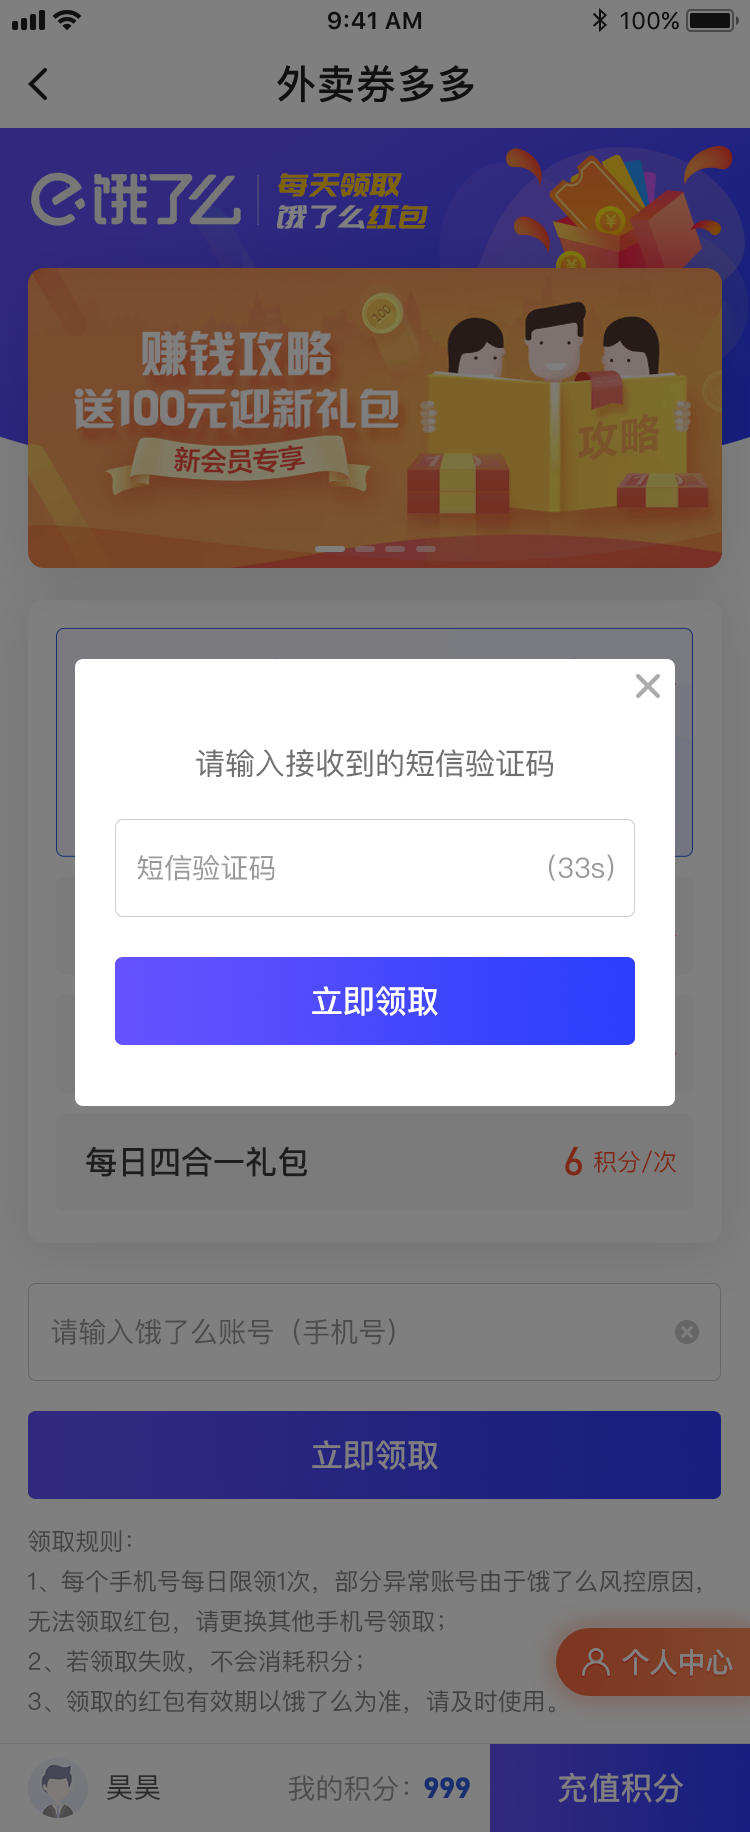 9:41 AM
100%
外卖券多多
饿了么
每天领取
饿了么红包
100
赚钱攻略
送100元迎新礼包
新会员专享
攻略
请输入接收到的短信验证码
短信验证码
(33s)
立即领取
每日四合一礼包
6 积分/次
请输入饿了么账号（手机号）
立即领取
领取规则：
1、每个手机号每日限领1次，部分异常账号由于饿了么风控原因，
无法领取红包，请更换其他手机号领取；
2、若领取失败，不会消耗积分；
3、领取的红包有效期以饿了么为准，请及时使用。
个人中心
昊昊
我的积分：999
充值积分